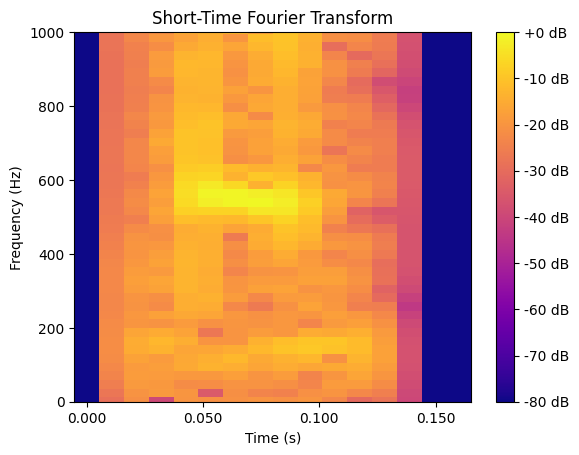 Short-Time Fourier Transform
Frequency (Hz)
1000
800
600
400
200
0
0.000
0.050
0.100
0.150
Time (s)
+0 dB
-10 dB
-20 dB
-30 dB
-40 dB
-50 dB
-60 dB
-70 dB
-80 dB